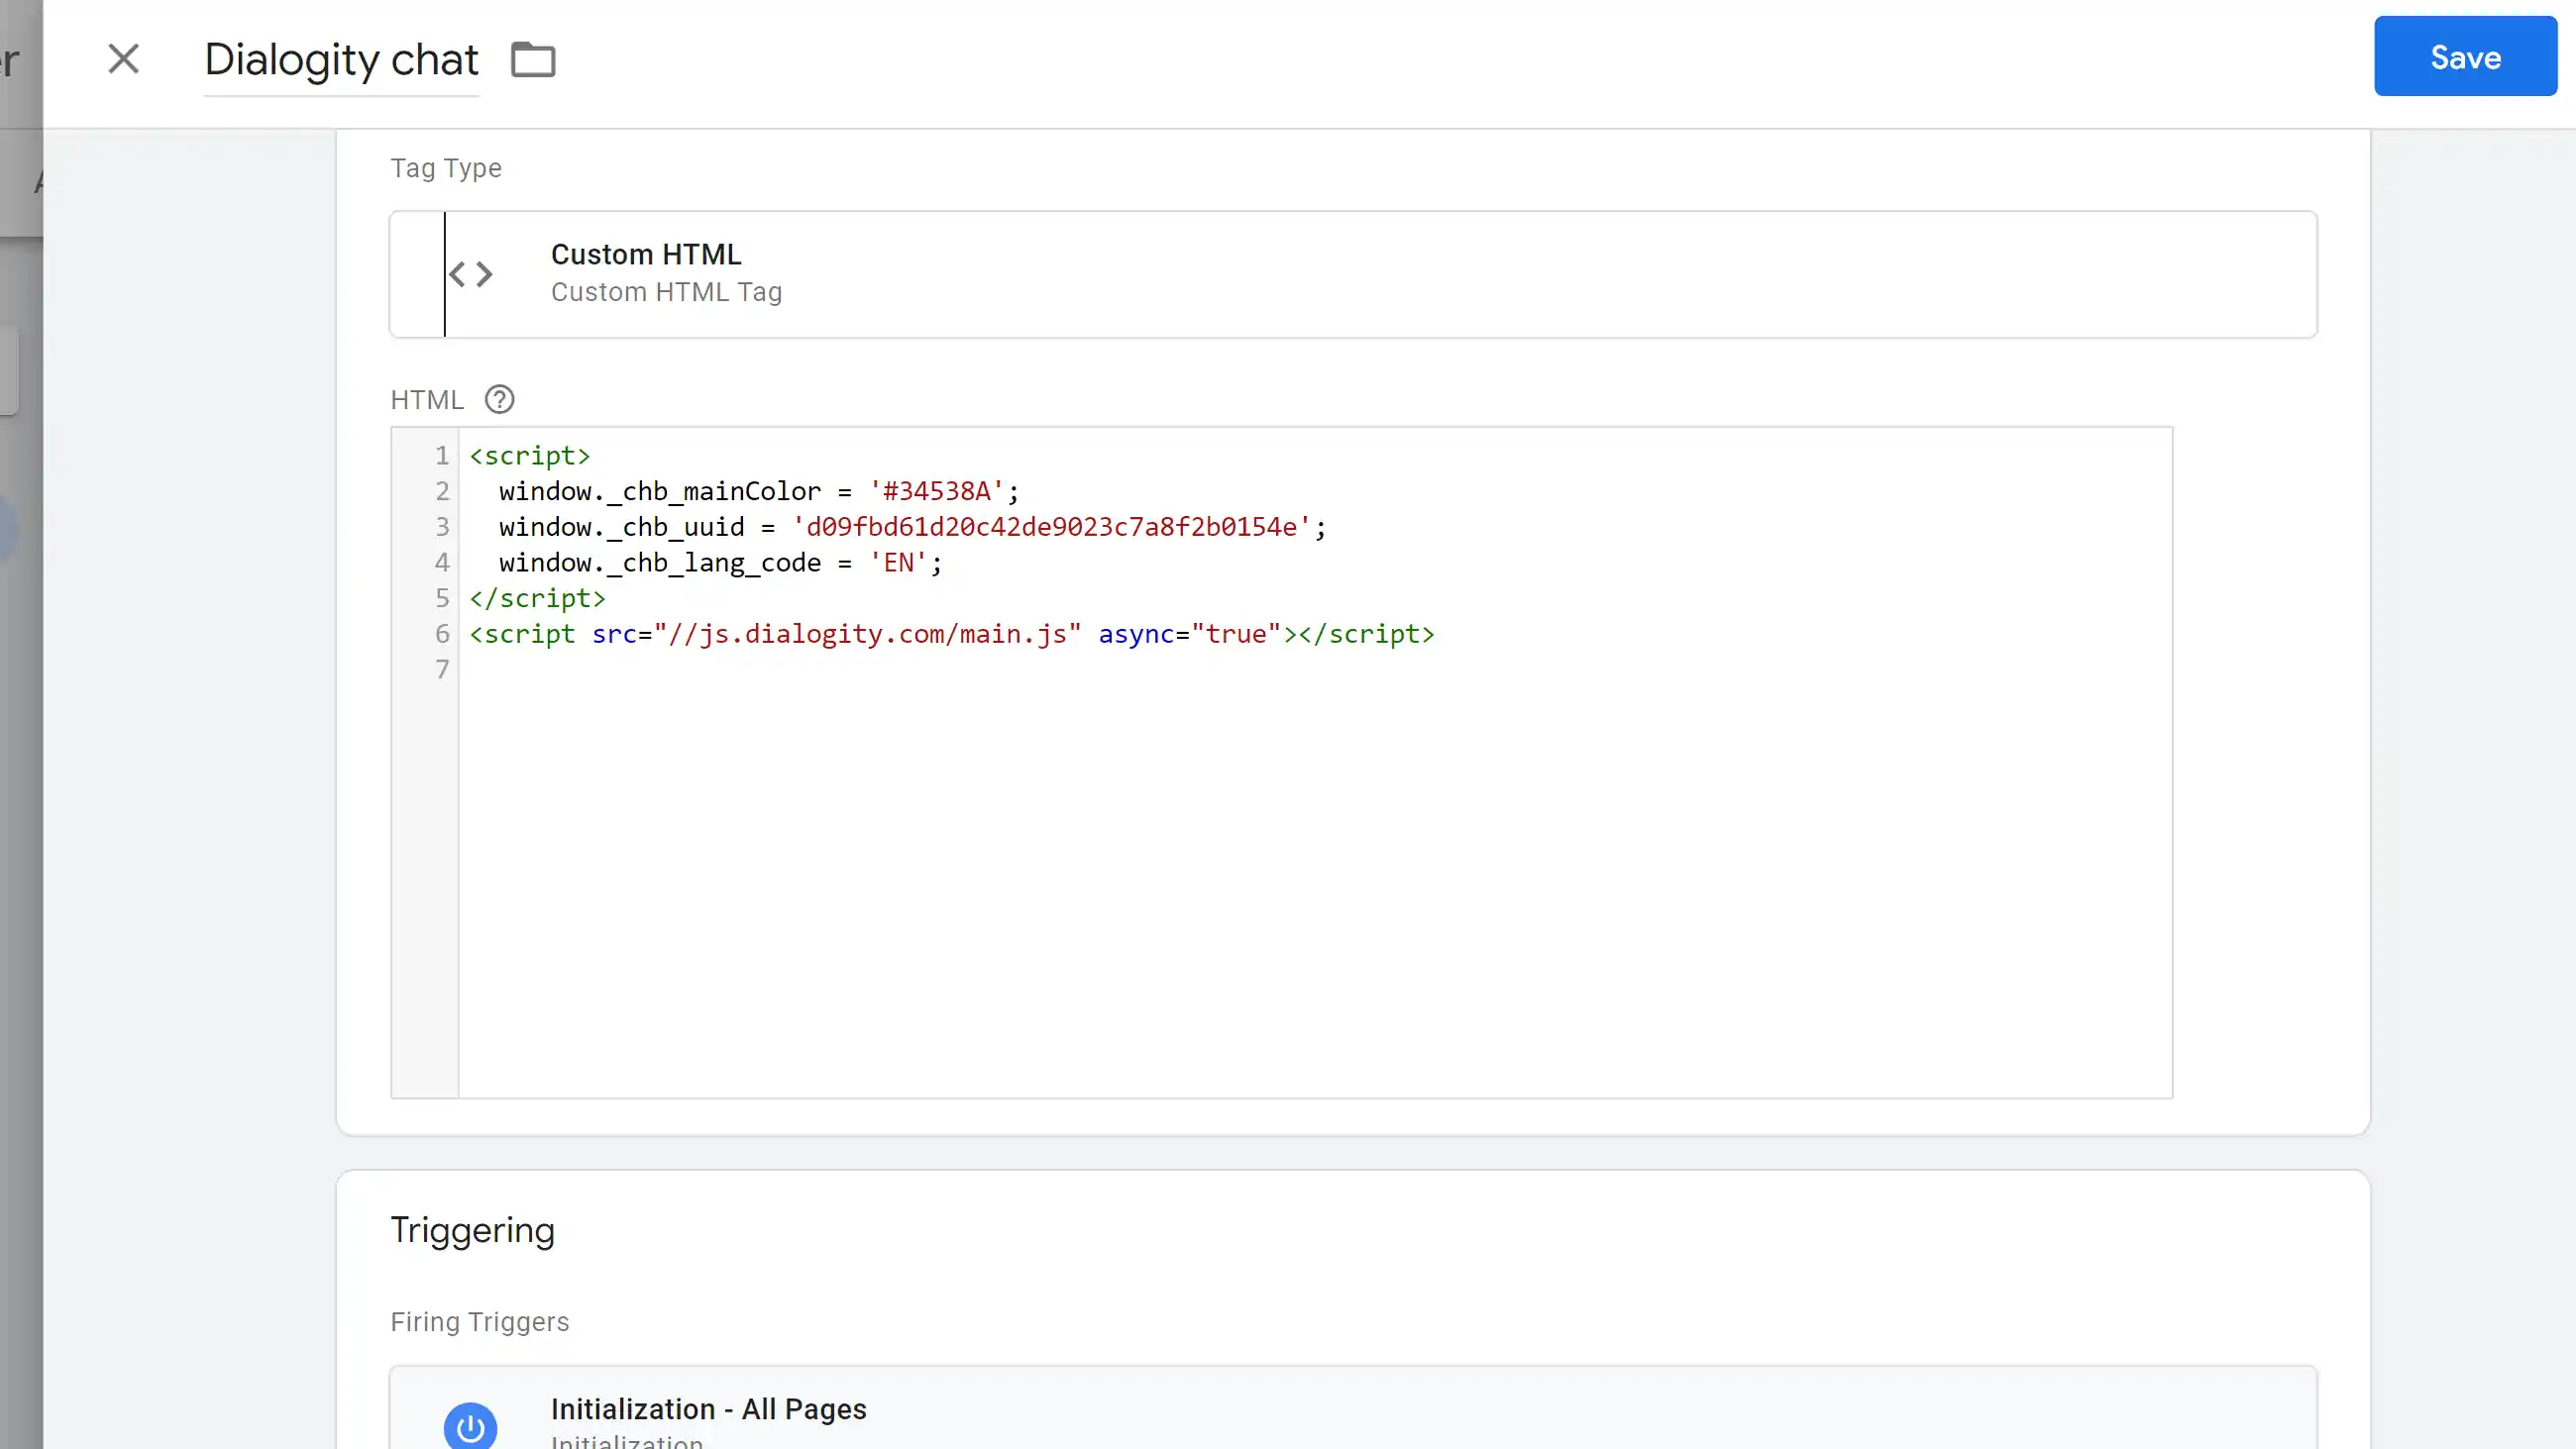 Dialogity chat
Save
Tag Type
Custom HTML
Custom HTML Tag
HTML
1 <script>
2   window._chb_mainColor = '#34538A';
3   window._chb_uuid = 'd09fbd61d20c42de9023c7a8f2b0154e';
4   window._chb_lang_code = 'EN';
5 </script>
6 <script src="//js.dialogity.com/main.js" async="true"></script>
7
Triggering
Firing Triggers
Initialization - All Pages
Initialization